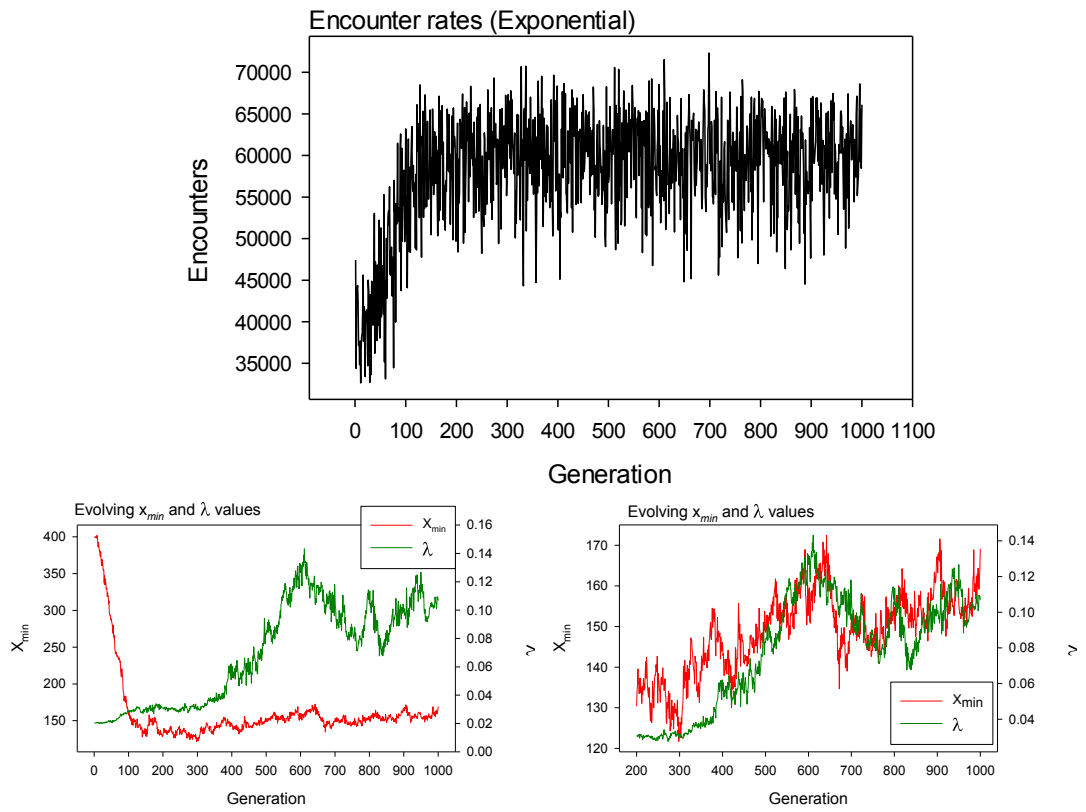 Encounter rates (Exponential)
70000
65000
60000
55000
50000
45000
40000
35000
Encounters
0 100 200 300 400 500 600 700 800 900 1000 1100
Generation
Evolving x_min and λ values
x_min
λ
400
350
300
250
200
150
X_min
0.16
0.14
0.12
0.10
0.08
0.06
0.04
0.02
0.00
λ
0 100 200 300 400 500 600 700 800 900 1000
Generation
Evolving x_min and λ values
170
160
150
140
130
120
X_min
0.14
0.12
0.10
0.08
0.06
0.04
λ
x_min
λ
200 300 400 500 600 700 800 900 1000
Generation